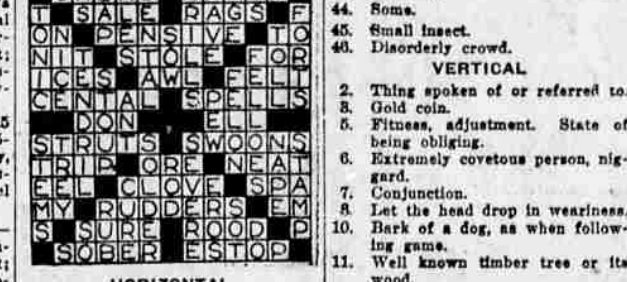 T SALE RAGS F
ON PENSIVE TO
NIT STOLE FOR
ICES AWL FELT
CENTAL SPELLS
DON ELL
STRUTS SWOONS
TRIP ORE NEAT
EEL CLOVE SPA
MY RUDDERS EM
S SURE ROOD P
SOBER ESTOP
HORIZONTAL
44. Some.
45. Small insect.
46. Disorderly crowd.
VERTICAL
2. Thing spoken of or referred to.
3. Gold coin.
5. Fitness, adjustment. State of
being obliging.
6. Extremely covetous person, nig-
gard.
7. Conjunction.
8. Let the head drop in weariness.
10. Bark of a dog, as when follow-
ing game.
11. Well known timber tree or its
wood.